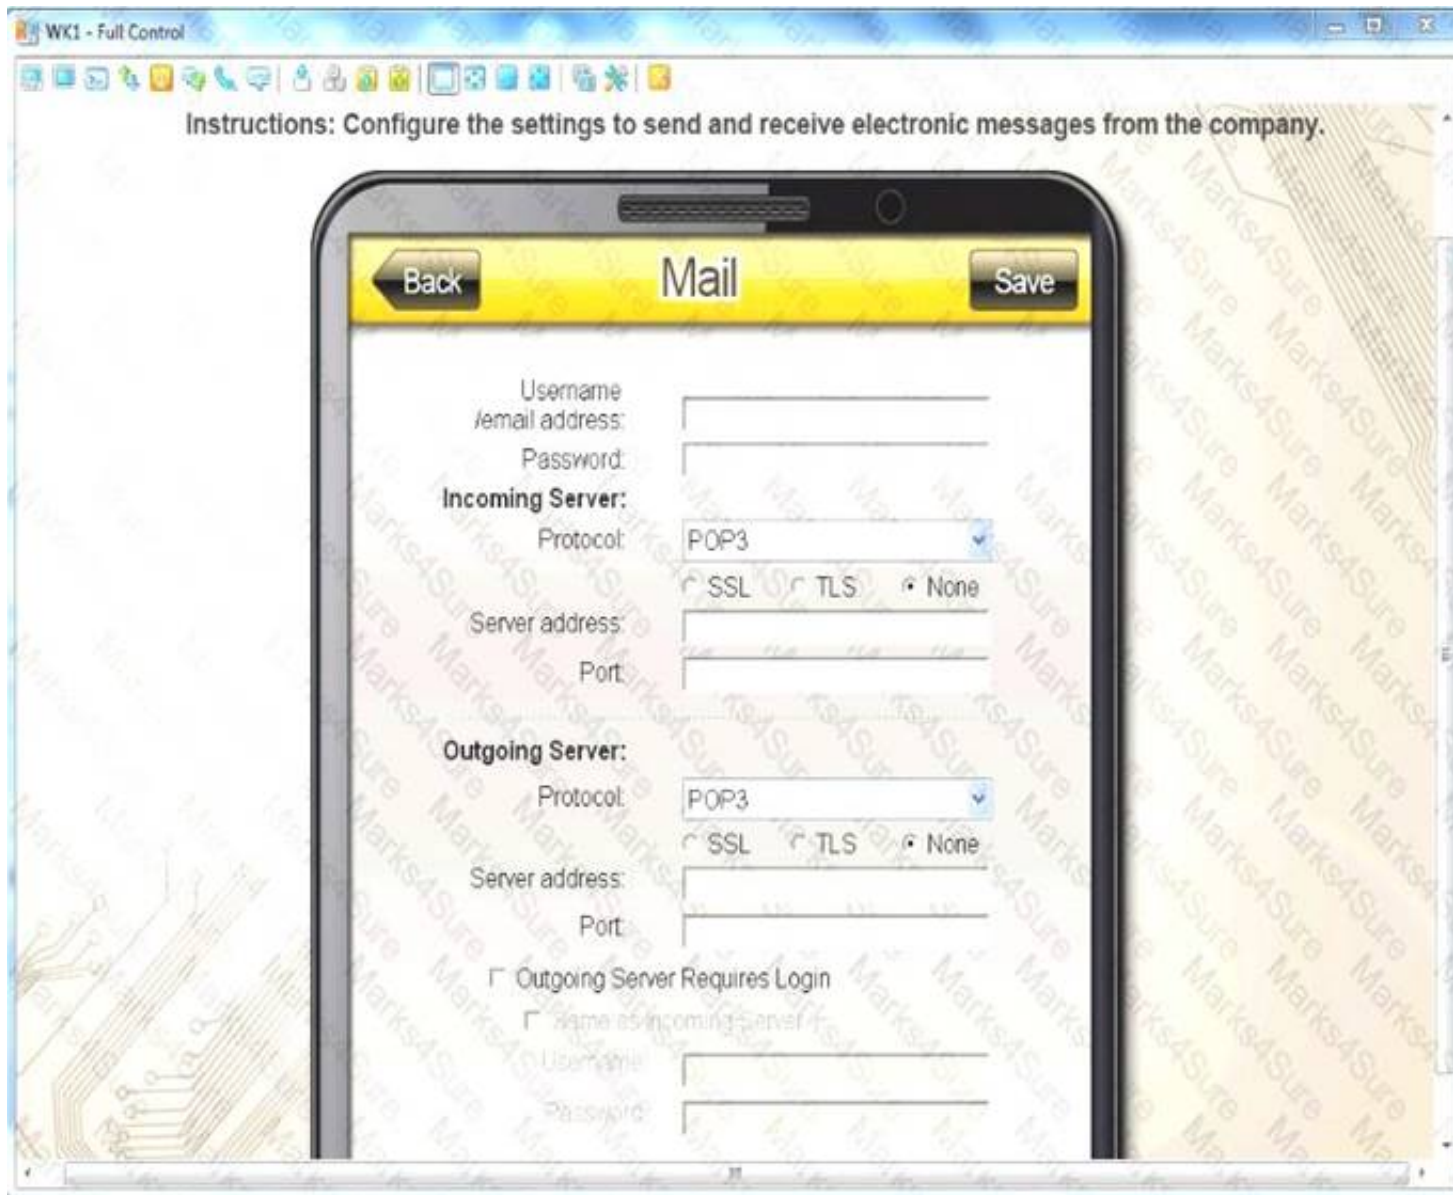 WK1 - Full Control
Instructions: Configure the settings to send and receive electronic messages from the company.
Back
Mail
Save
Username
/email address:
Password:
Incoming Server:
Protocol:
POP3
SSL TLS None
Server address:
Port:
Outgoing Server:
Protocol:
POP3
SSL TLS None
Server address:
Port:
Outgoing Server Requires Login
Same as Incoming Server
Username:
Password:
Marks4Sure